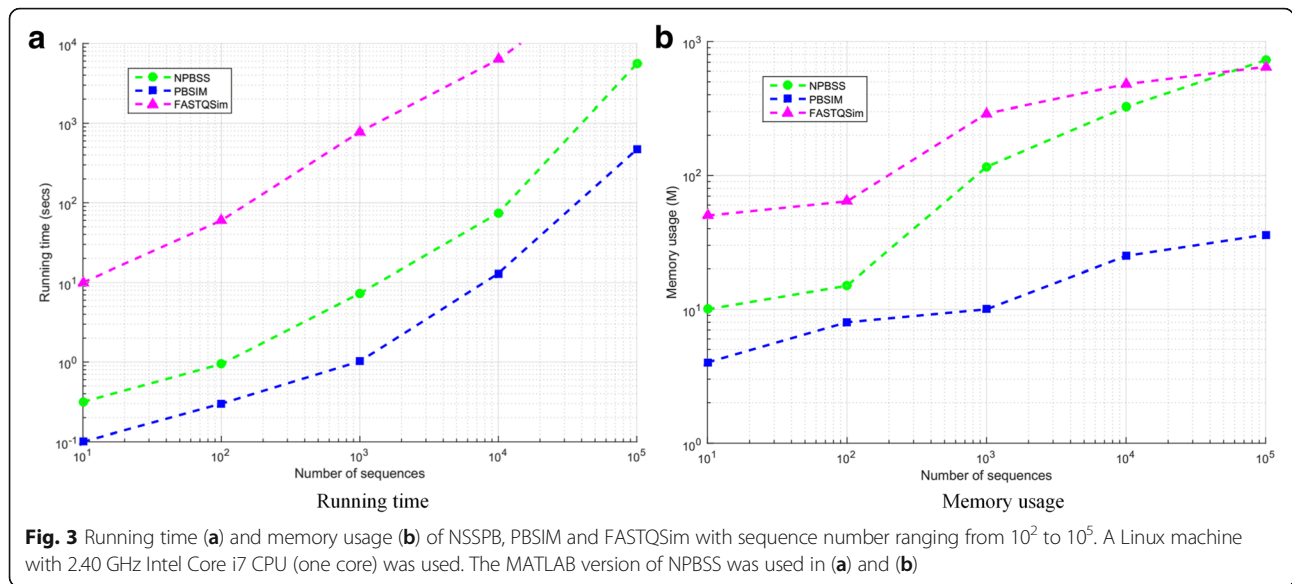 a
10^4
10^3
10^2
10^1
10^0
10^-1
Running time (secs)
NPBSS
PBSIM
FASTQSim
10^1 10^2 10^3 10^4 10^5
Number of sequences
Running time
b
10^3
10^2
10^1
10^0
Memory usage (M)
NPBSS
PBSIM
FASTQSim
10^1 10^2 10^3 10^4 10^5
Number of sequences
Memory usage
Fig. 3 Running time (a) and memory usage (b) of NSSPB, PBSIM and FASTQSim with sequence number ranging from 10^2 to 10^5. A Linux machine
with 2.40 GHz Intel Core i7 CPU (one core) was used. The MATLAB version of NPBSS was used in (a) and (b)